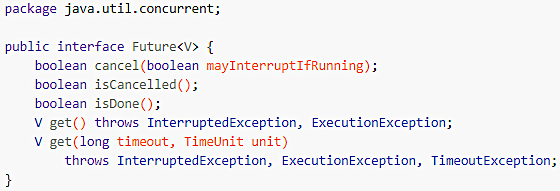 package java.util.concurrent;
public interface Future<V> {
    boolean cancel(boolean mayInterruptIfRunning);
    boolean isCancelled();
    boolean isDone();
    V get() throws InterruptedException, ExecutionException;
    V get(long timeout, TimeUnit unit)
        throws InterruptedException, ExecutionException, TimeoutException;
}